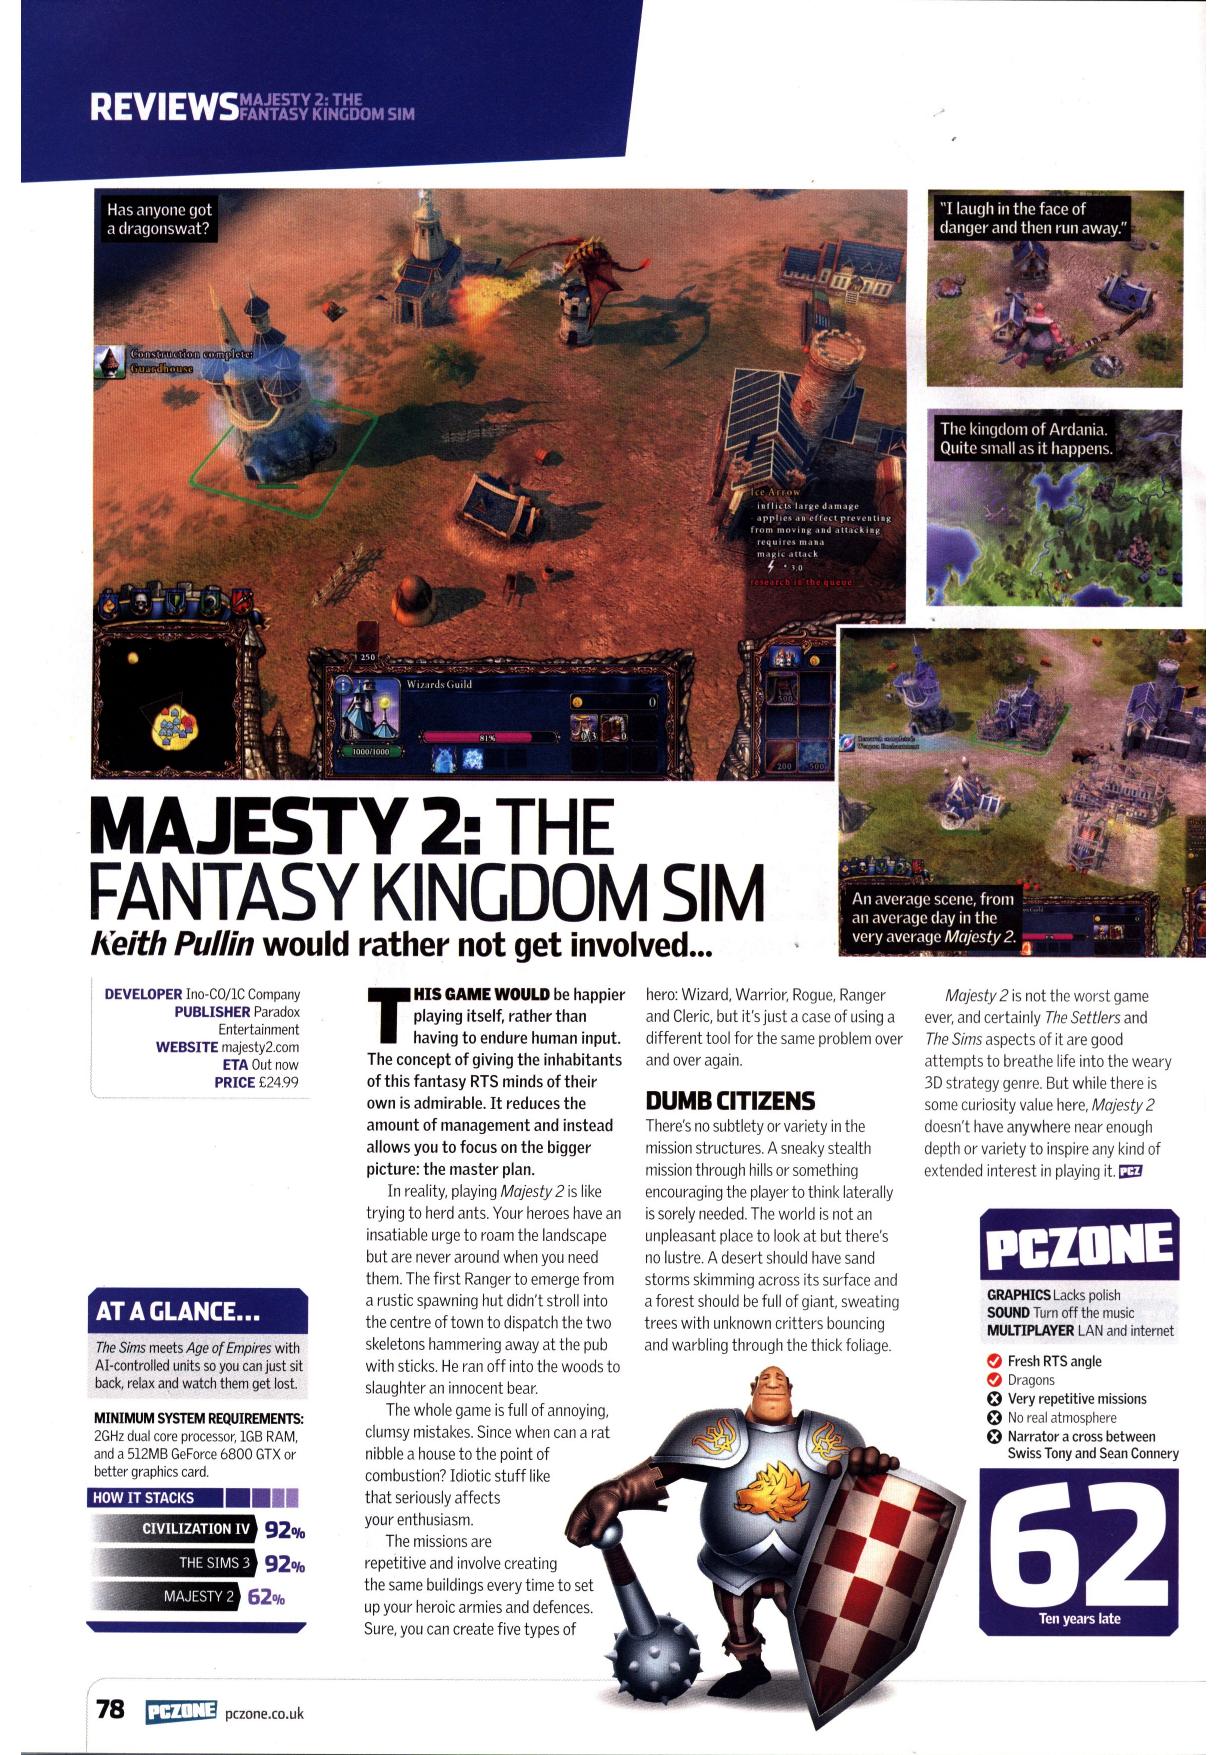 REVIEWS MAJESTY 2: THE
FANTASY KINGDOM SIM
Has anyone got
a dragonswat?
Construction complete:
Guardhouse
Ice Arrow
inflicts large damage
applies an effect preventing
from moving and attacking
requires mana
magic attack
3.0
research in the queue
250
Wizards Guild
0
81%
1000/1000
200
500
"I laugh in the face of
danger and then run away."
The kingdom of Ardania.
Quite small as it happens.
An average scene, from
an average day in the
very average Majesty 2.
MAJESTY 2: THE
FANTASY KINGDOM SIM
Keith Pullin would rather not get involved...
DEVELOPER Ino-CO/1C Company
PUBLISHER Paradox
Entertainment
WEBSITE majesty2.com
ETA Out now
PRICE £24.99
AT A GLANCE...
The Sims meets Age of Empires with
AI-controlled units so you can just sit
back, relax and watch them get lost.
MINIMUM SYSTEM REQUIREMENTS:
2GHz dual core processor, 1GB RAM,
and a 512MB GeForce 6800 GTX or
better graphics card.
HOW IT STACKS
CIVILIZATION IV 92%
THE SIMS 3 92%
MAJESTY 2 62%
THIS GAME WOULD be happier
playing itself, rather than
having to endure human input.
The concept of giving the inhabitants
of this fantasy RTS minds of their
own is admirable. It reduces the
amount of management and instead
allows you to focus on the bigger
picture: the master plan.
In reality, playing Majesty 2 is like
trying to herd ants. Your heroes have an
insatiable urge to roam the landscape
but are never around when you need
them. The first Ranger to emerge from
a rustic spawning hut didn't stroll into
the centre of town to dispatch the two
skeletons hammering away at the pub
with sticks. He ran off into the woods to
slaughter an innocent bear.
The whole game is full of annoying,
clumsy mistakes. Since when can a rat
nibble a house to the point of
combustion? Idiotic stuff like
that seriously affects
your enthusiasm.
The missions are
repetitive and involve creating
the same buildings every time to set
up your heroic armies and defences.
Sure, you can create five types of
hero: Wizard, Warrior, Rogue, Ranger
and Cleric, but it's just a case of using a
different tool for the same problem over
and over again.
DUMB CITIZENS
There's no subtlety or variety in the
mission structures. A sneaky stealth
mission through hills or something
encouraging the player to think laterally
is sorely needed. The world is not an
unpleasant place to look at but there's
no lustre. A desert should have sand
storms skimming across its surface and
a forest should be full of giant, sweating
trees with unknown critters bouncing
and warbling through the thick foliage.
Majesty 2 is not the worst game
ever, and certainly The Settlers and
The Sims aspects of it are good
attempts to breathe life into the weary
3D strategy genre. But while there is
some curiosity value here, Majesty 2
doesn't have anywhere near enough
depth or variety to inspire any kind of
extended interest in playing it. PCZ
PCZONE
GRAPHICS Lacks polish
SOUND Turn off the music
MULTIPLAYER LAN and internet
Fresh RTS angle
Dragons
Very repetitive missions
No real atmosphere
Narrator a cross between
Swiss Tony and Sean Connery
62
Ten years late
78 PCZONE pczone.co.uk